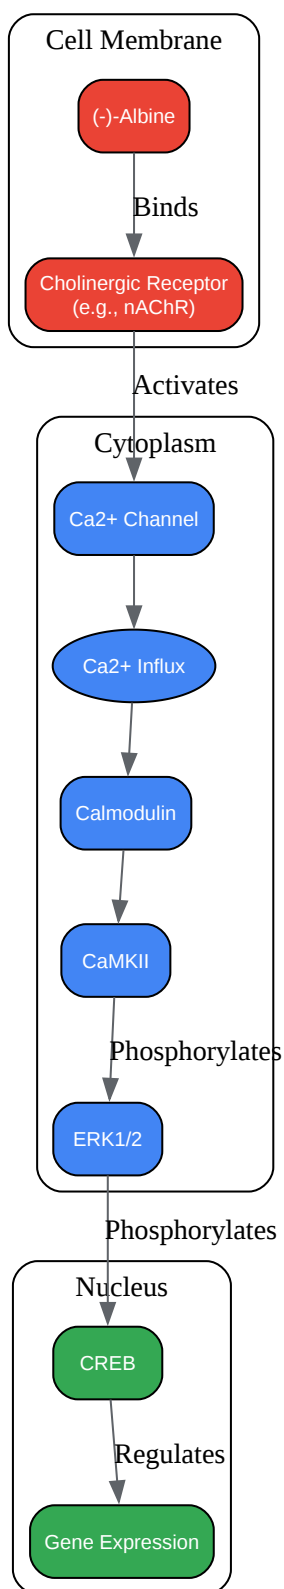 Cell Membrane
(-)-Albine
Binds
Cholinergic Receptor
(e.g., nAChR)
Activates
Cytoplasm
Ca2+ Channel
Ca2+ Influx
Calmodulin
CaMKII
Phosphorylates
ERK1/2
Phosphorylates
Nucleus
CREB
Regulates
Gene Expression